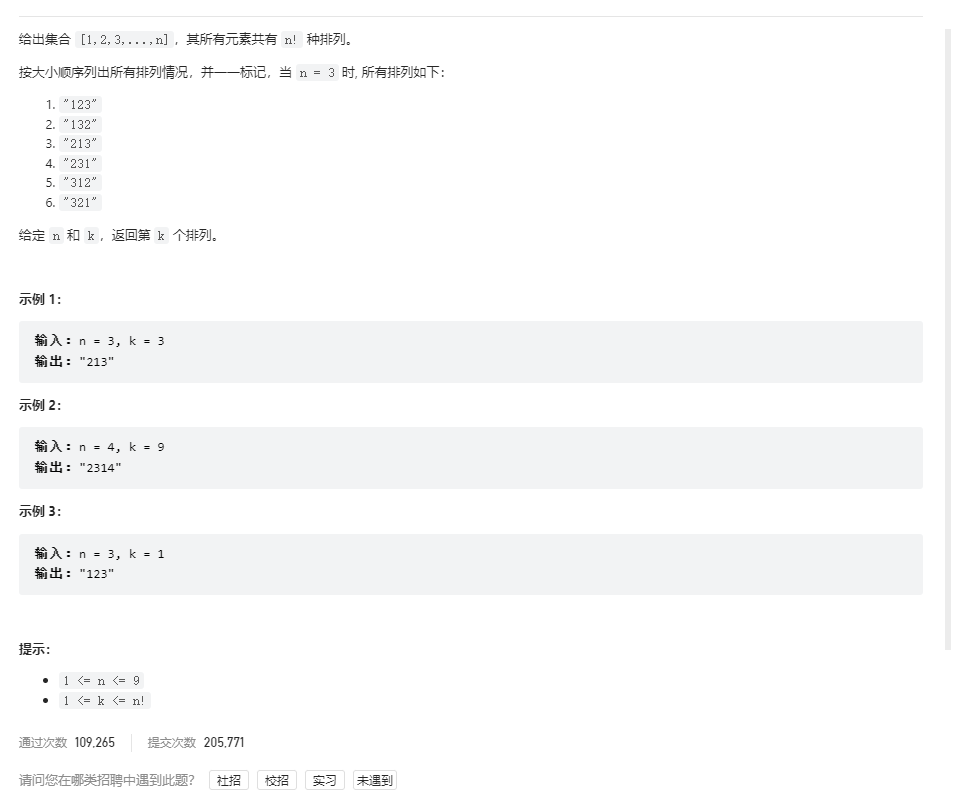 给出集合 [1,2,3,...,n]，其所有元素共有 n! 种排列。
按大小顺序列出所有排列情况，并一一标记，当 n = 3 时, 所有排列如下：
1. "123"
2. "132"
3. "213"
4. "231"
5. "312"
6. "321"
给定 n 和 k，返回第 k 个排列。
示例 1：
输入：n = 3, k = 3
输出："213"
示例 2：
输入：n = 4, k = 9
输出："2314"
示例 3：
输入：n = 3, k = 1
输出："123"
提示：
• 1 <= n <= 9
• 1 <= k <= n!
通过次数 109,265 提交次数 205,771
请问您在哪类招聘中遇到此题？ 社招 校招 实习 未遇到